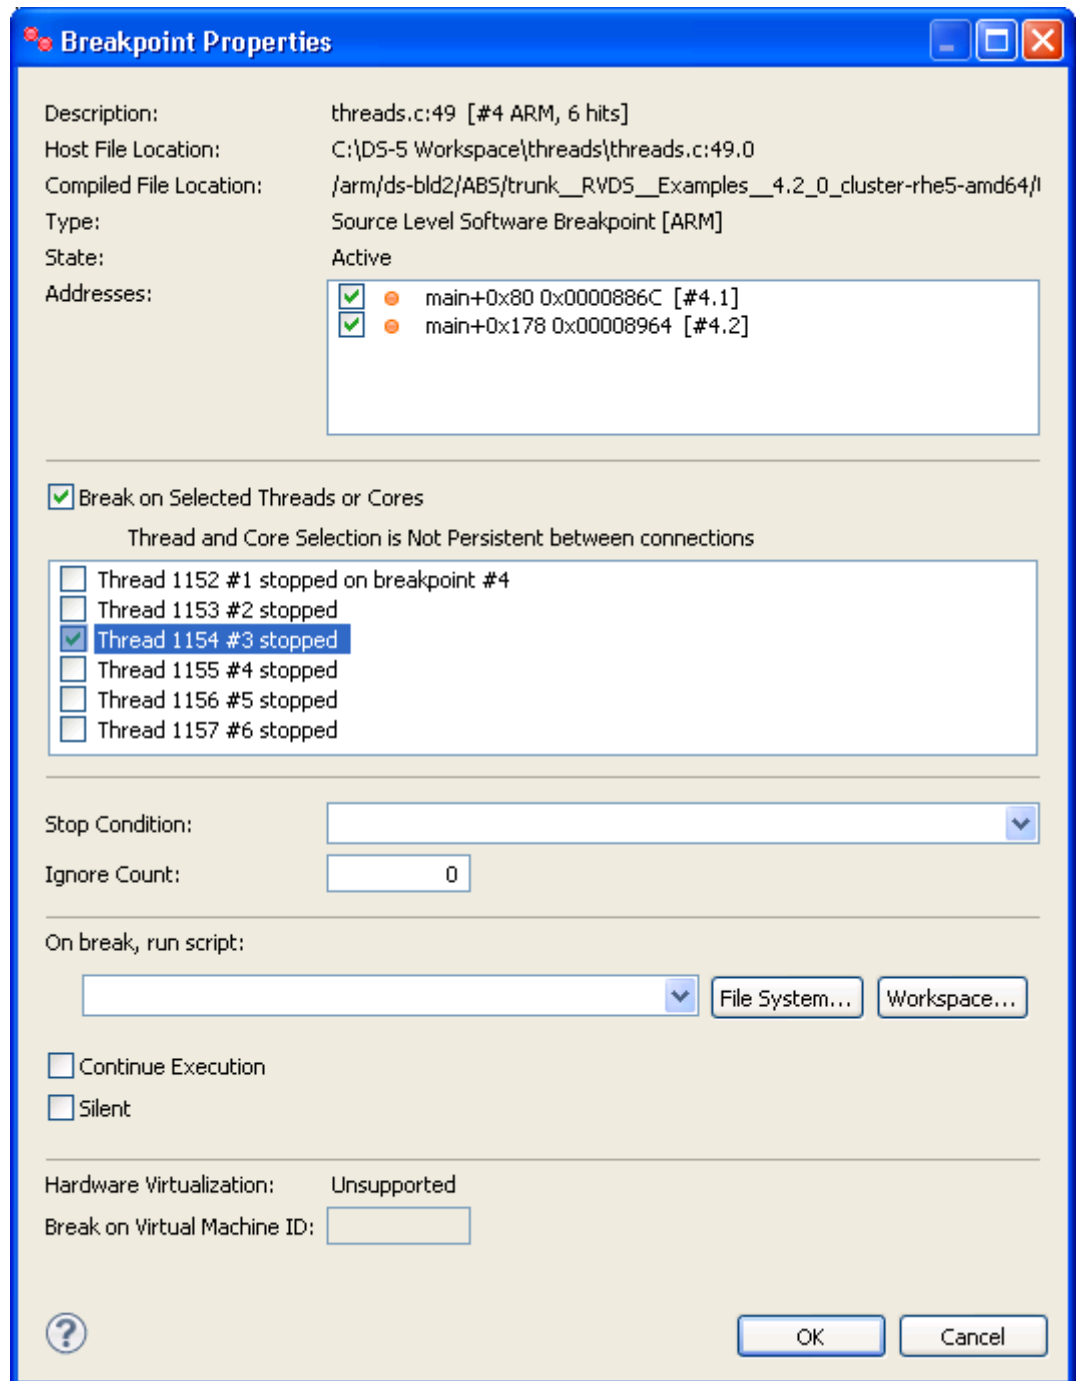 Breakpoint Properties
Description: threads.c:49 [#4 ARM, 6 hits]
Host File Location: C:\DS-5 Workspace\threads\threads.c:49.0
Compiled File Location: /arm/ds-bld2/ABS/trunk__RVDS__Examples__4.2_0_cluster-rhe5-amd64/
Type: Source Level Software Breakpoint [ARM]
State: Active
Addresses: main+0x80 0x0000886C [#4.1]
main+0x178 0x00008964 [#4.2]
Break on Selected Threads or Cores
Thread and Core Selection is Not Persistent between connections
Thread 1152 #1 stopped on breakpoint #4
Thread 1153 #2 stopped
Thread 1154 #3 stopped
Thread 1155 #4 stopped
Thread 1156 #5 stopped
Thread 1157 #6 stopped
Stop Condition:
Ignore Count: 0
On break, run script:
File System... Workspace...
Continue Execution
Silent
Hardware Virtualization: Unsupported
Break on Virtual Machine ID:
? OK Cancel